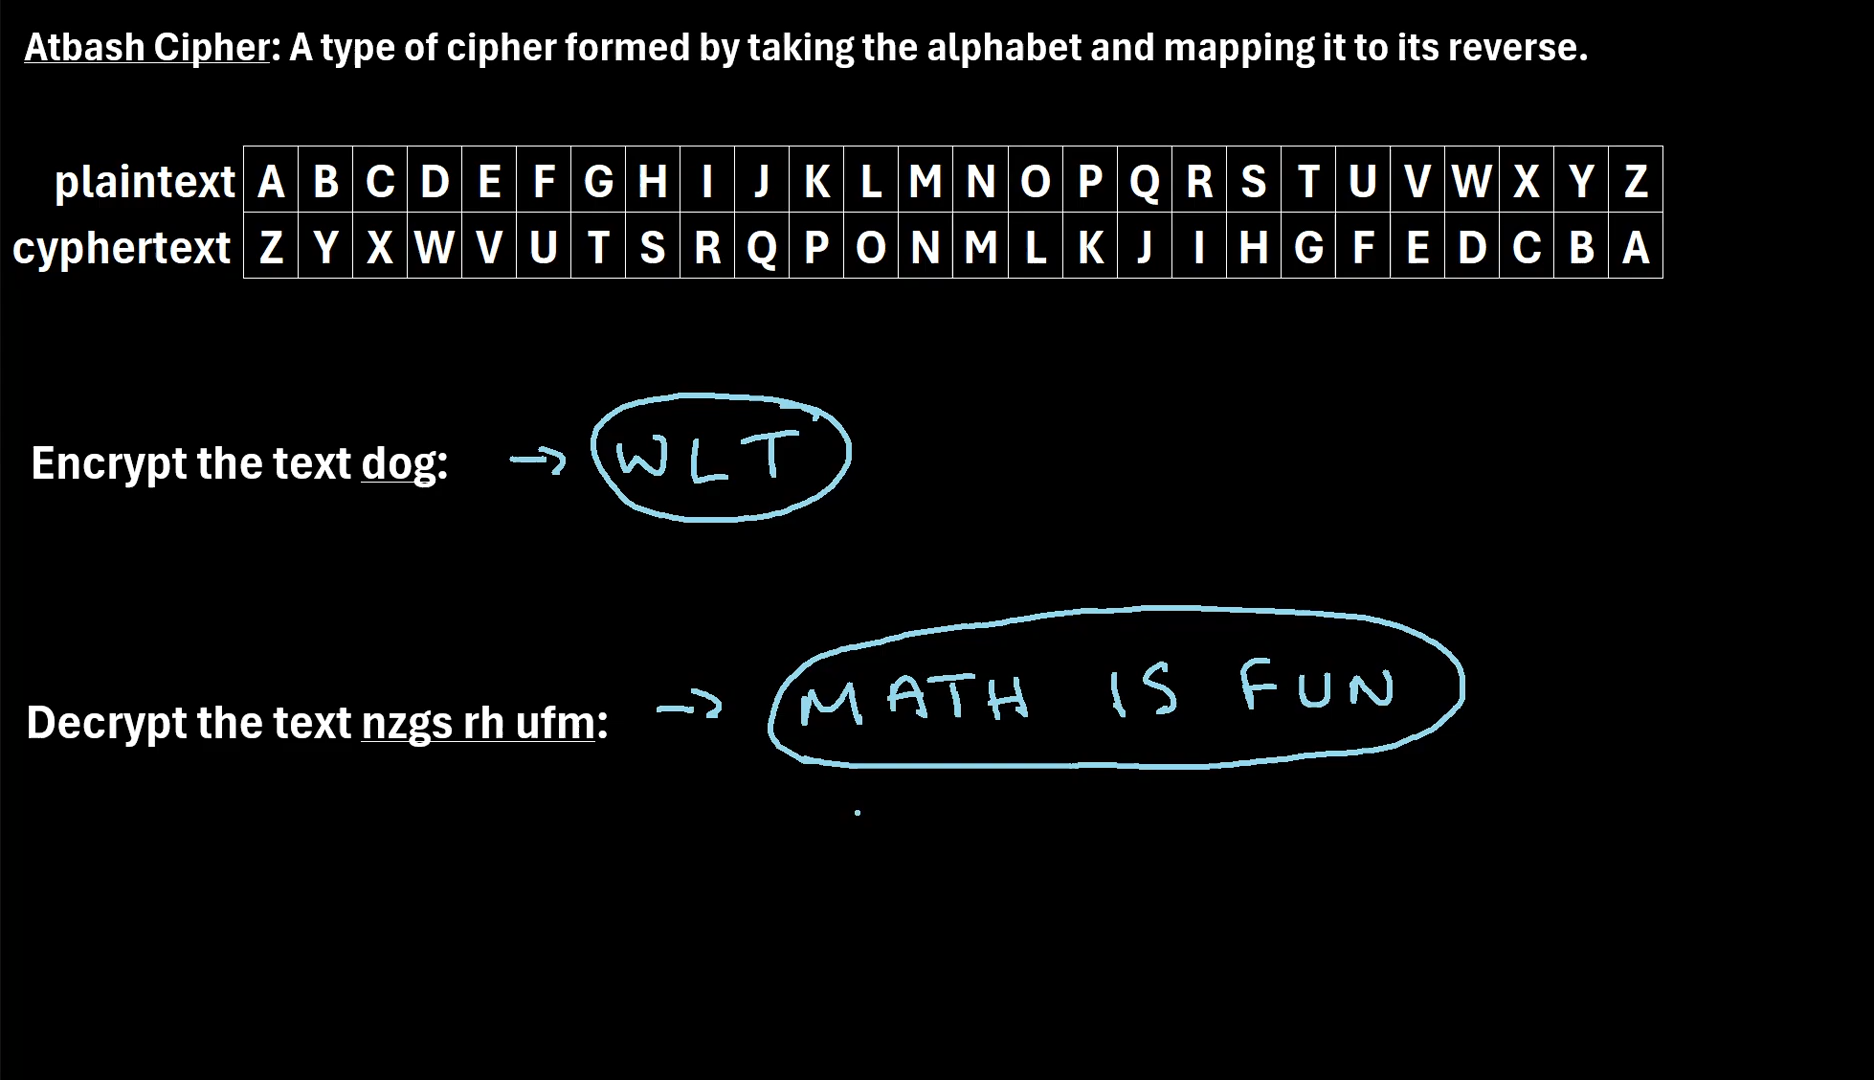 Atbash Cipher: A type of cipher formed by taking the alphabet and mapping it to its reverse.
plaintext A B C D E F G H I J K L M N O P Q R S T U V W X Y Z
cyphertext Z Y X W V U T S R Q P O N M L K J I H G F E D C B A
Encrypt the text dog: → WLT
Decrypt the text nzgs rh ufm: → MATH IS FUN